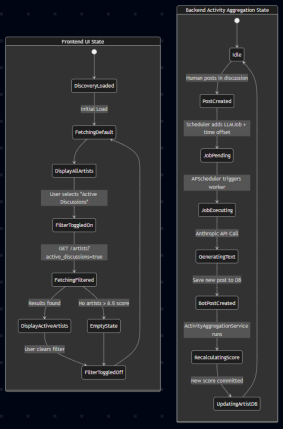 Frontend UI State
DiscoveryLoaded
Initial Load
FetchingDefault
DisplayAllArtists
User selects "Active
Discussions"
FilterToggledOn
GET /artists?
active_discussions=true
FetchingFiltered
Results found
No artists > 6.5 score
DisplayActiveArtists
EmptyState
User clears filter
FilterToggledOff
Backend Activity Aggregation State
Idle
Human posts in discussion
PostCreated
Scheduler adds LLMJob +
time offset
JobPending
APScheduler triggers
worker
JobExecuting
Anthropic API Call
GeneratingText
Save new post to DB
BotPostCreated
ActivityAggregationService
runs
RecalculatingScore
New score committed
UpdatingArtistDB